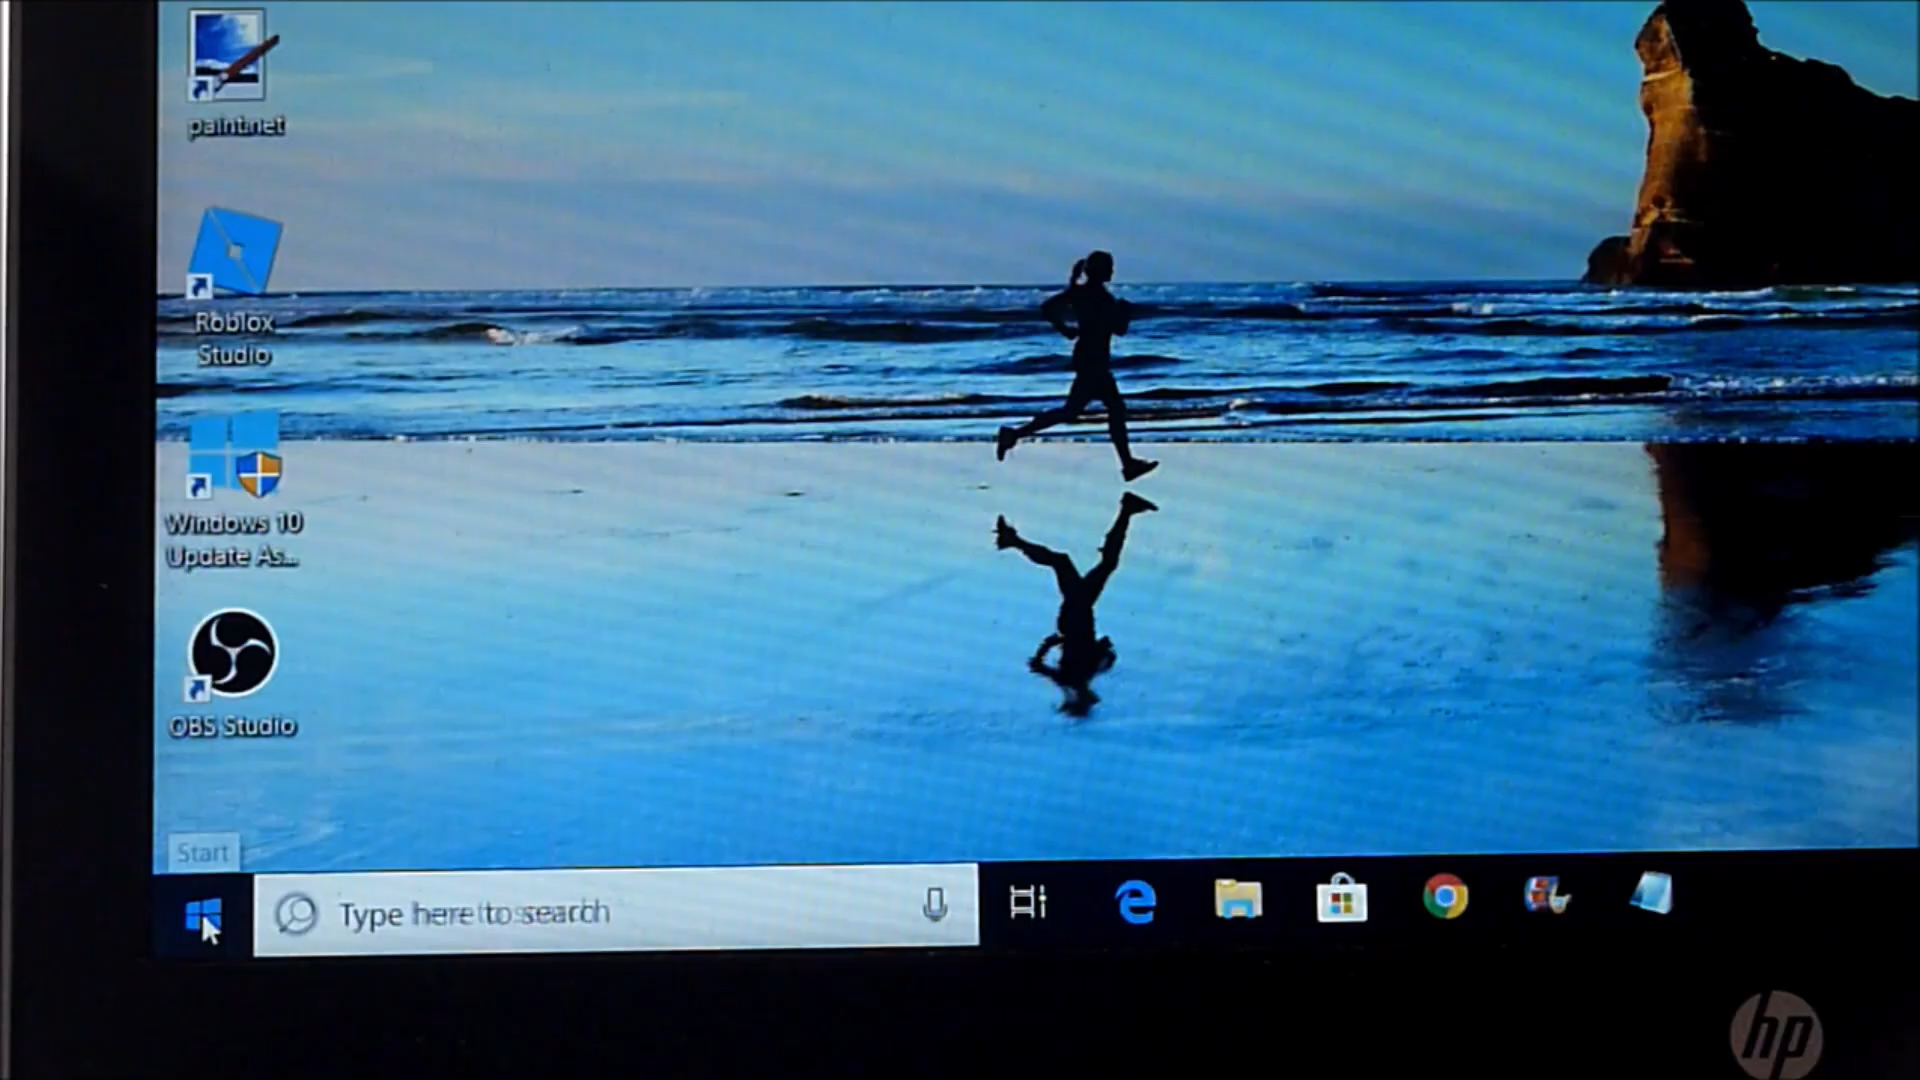 paint.net
Roblox
Studio
Windows 10
Update As...
OBS Studio
Start
Type here to search
hp